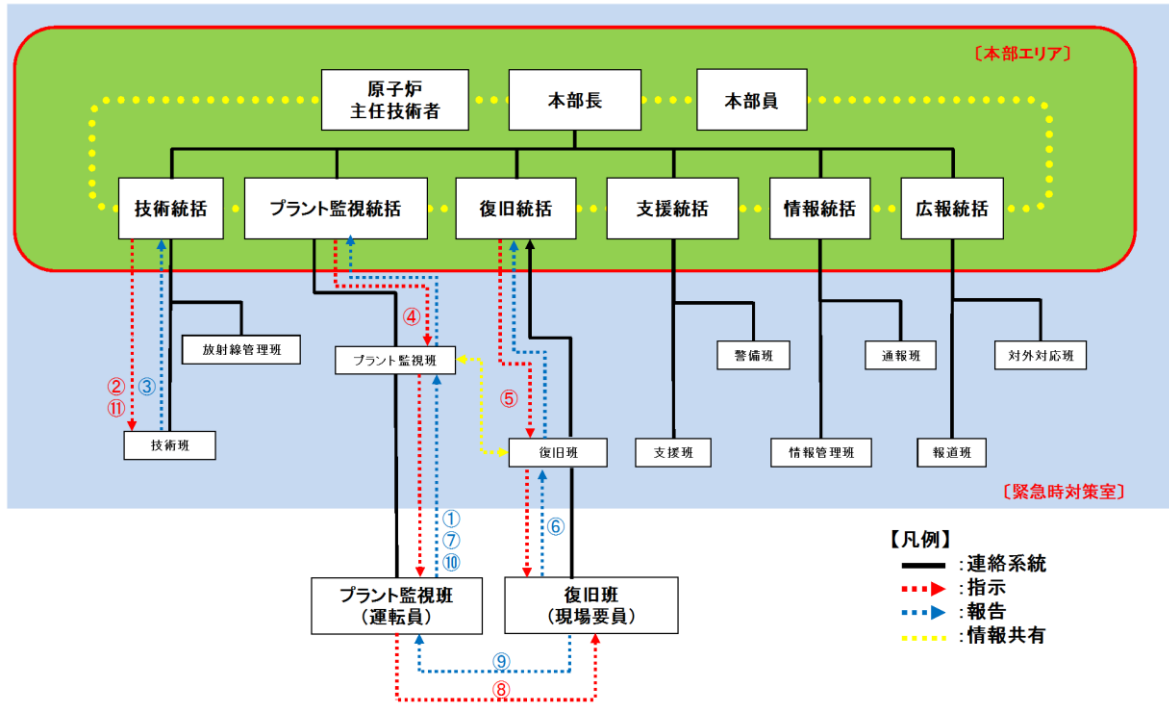 〔本部エリア〕
原子炉
主任技術者
本部長
本部員
技術統括
プラント監視統括
復旧統括
支援統括
情報統括
広報統括
④
放射線管理班
プラント監視班
警備班
通報班
対外対応班
②
③
⑪
⑤
技術班
復旧班
支援班
情報管理班
報道班
〔緊急時対策室〕
①
⑦
⑩
⑥
【凡例】
:連絡系統
:指示
:報告
:情報共有
プラント監視班
(運転員)
復旧班
(現場要員)
⑨
⑧